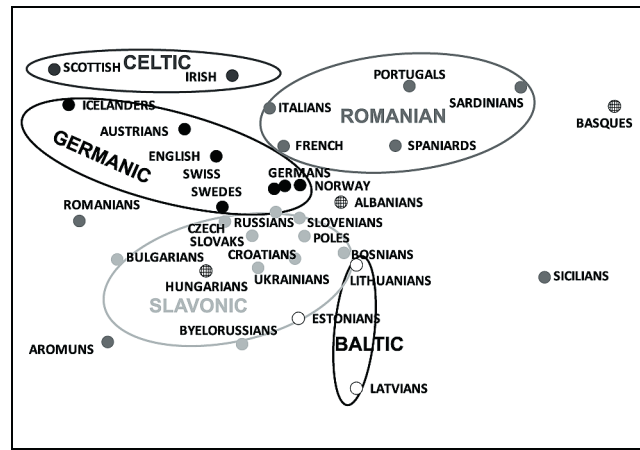 SCOTTISH
CELTIC
IRISH
PORTUGALS
ICELANDERS
ITALIANS
SARDINIANS
ROMANIAN
BASQUES
AUSTRIANS
GERMANIC
FRENCH
SPANIARDS
ENGLISH
SWISS
GERMANS
SWEDES
NORWAY
ROMANIANS
ALBANIANS
CZECH
RUSSIANS
SLOVENIANS
SLOVAKS
POLES
BULGARIANS
CROATIANS
BOSNIANS
HUNGARIANS
UKRAINIANS
LITHUANIANS
SICILIANS
SLAVONIC
ESTONIANS
BYELORUSSIANS
BALTIC
AROMUNS
LATVIANS